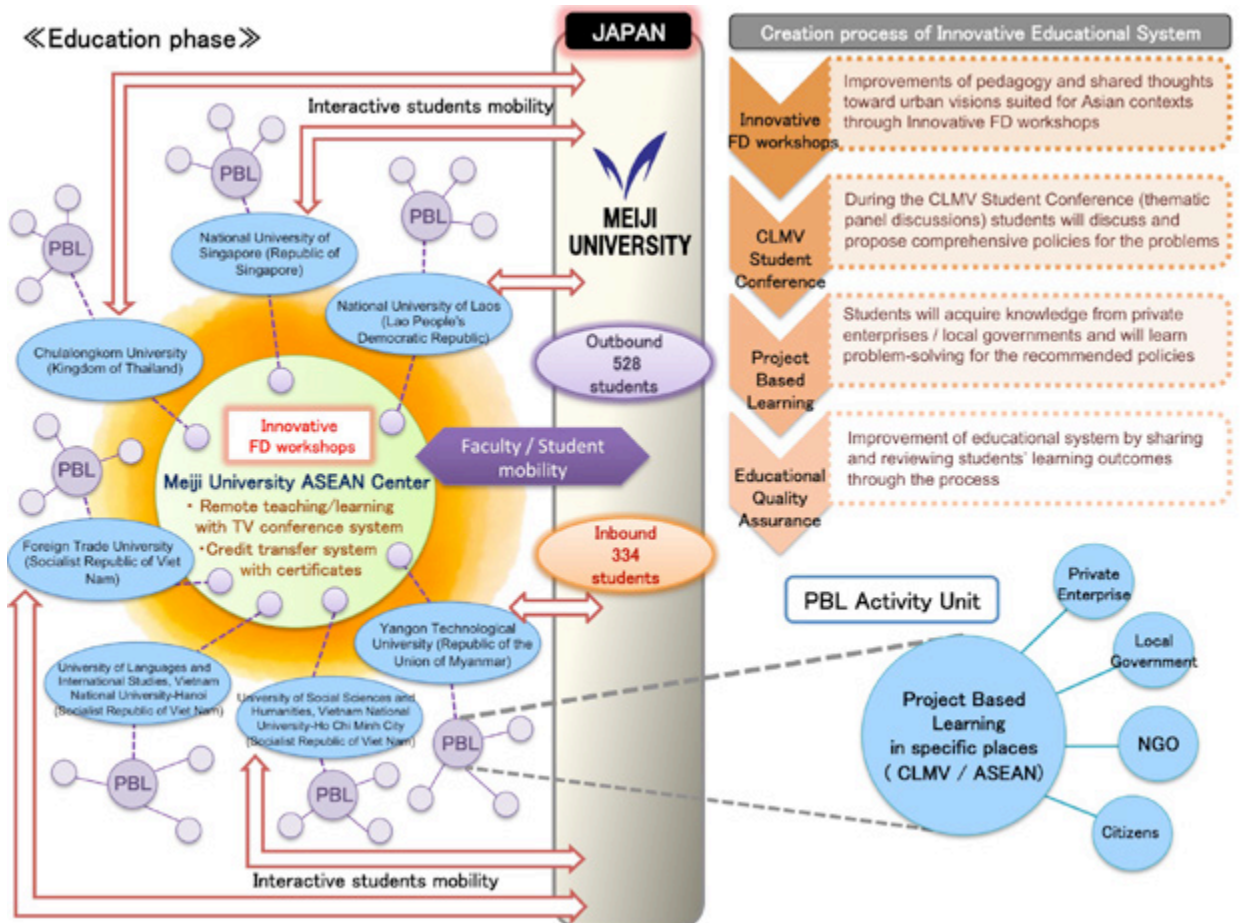 ≪Education phase≫
JAPAN
Creation process of Innovative Educational System
Interactive students mobility
MEIJI
UNIVERSITY
PBL
PBL
PBL
PBL
National University of
Singapore (Republic of
Singapore)
National University of Laos
(Lao People's
Democratic Republic)
Chulalongkorn University
(Kingdom of Thailand)
Outbound
528
students
Innovative
FD workshops
Faculty / Student
mobility
Meiji University ASEAN Center
・ Remote teaching/learning
with TV conference system
・Credit transfer system
with certificates
PBL
Foreign Trade University
(Socialist Republic of Viet
Nam)
Inbound
334
students
Yangon Technological
University (Republic of the
Union of Myanmar)
University of Languages and
International Studies, Vietnam
National University-Hanoi
(Socialist Republic of Viet Nam)
University of Social Sciences and
Humanities, Vietnam National
University-Ho Chi Minh City
(Socialist Republic of Viet Nam)
PBL
PBL
PBL
Interactive students mobility
Innovative
FD workshops
Improvements of pedagogy and shared thoughts
toward urban visions suited for Asian contexts
through Innovative FD workshops
CLMV
Student
Conference
During the CLMV Student Conference (thematic
panel discussions) students will discuss and
propose comprehensive policies for the problems
Project
Based
Learning
Students will acquire knowledge from private
enterprises / local governments and will learn
problem-solving for the recommended policies
Educational
Quality
Assurance
Improvement of educational system by sharing
and reviewing students' learning outcomes
through the process
PBL Activity Unit
Private
Enterprise
Local
Government
NGO
Citizens
Project Based
Learning
in specific places
( CLMV / ASEAN)